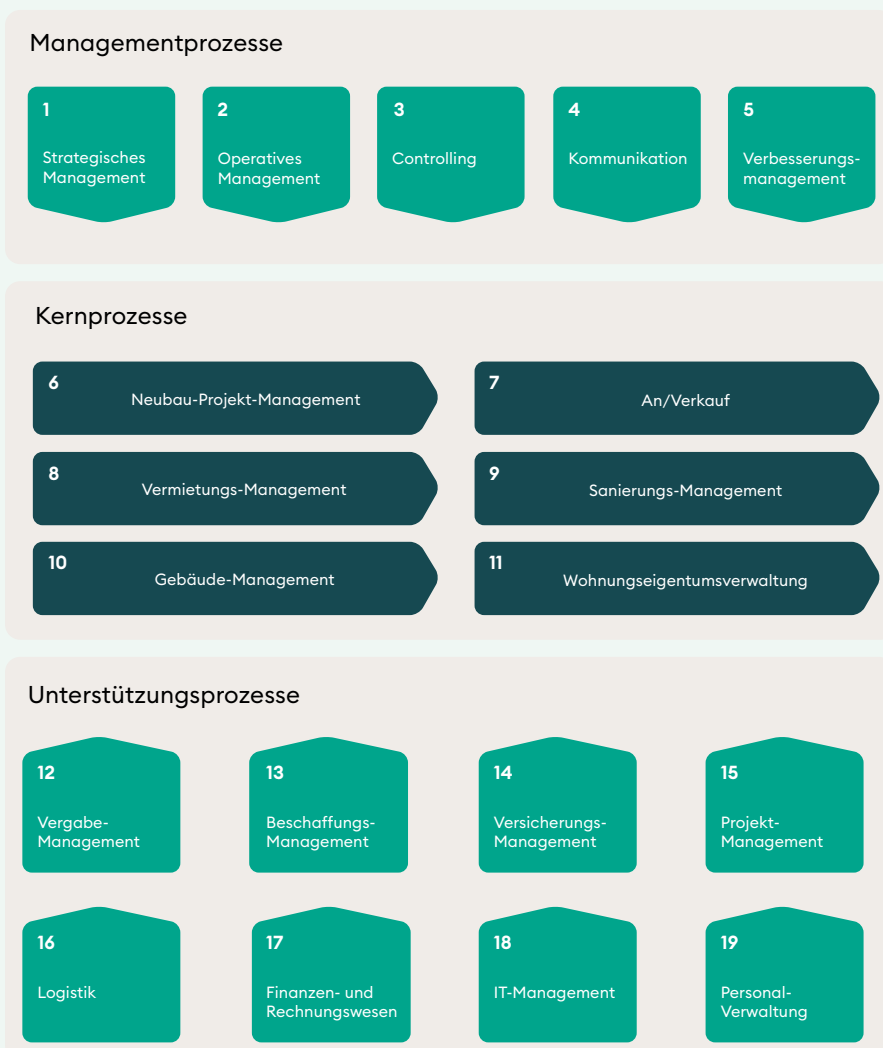 Managementprozesse
1
Strategisches
Management
2
Operatives
Management
3
Controlling
4
Kommunikation
5
Verbesserungs-
management
Kernprozesse
6
Neubau-Projekt-Management
7
An/Verkauf
8
Vermietungs-Management
9
Sanierungs-Management
10
Gebäude-Management
11
Wohnungseigentumsverwaltung
Unterstützungsprozesse
12
Vergabe-
Management
13
Beschaffungs-
Management
14
Versicherungs-
Management
15
Projekt-
Management
16
Logistik
17
Finanzen- und
Rechnungswesen
18
IT-Management
19
Personal-
Verwaltung